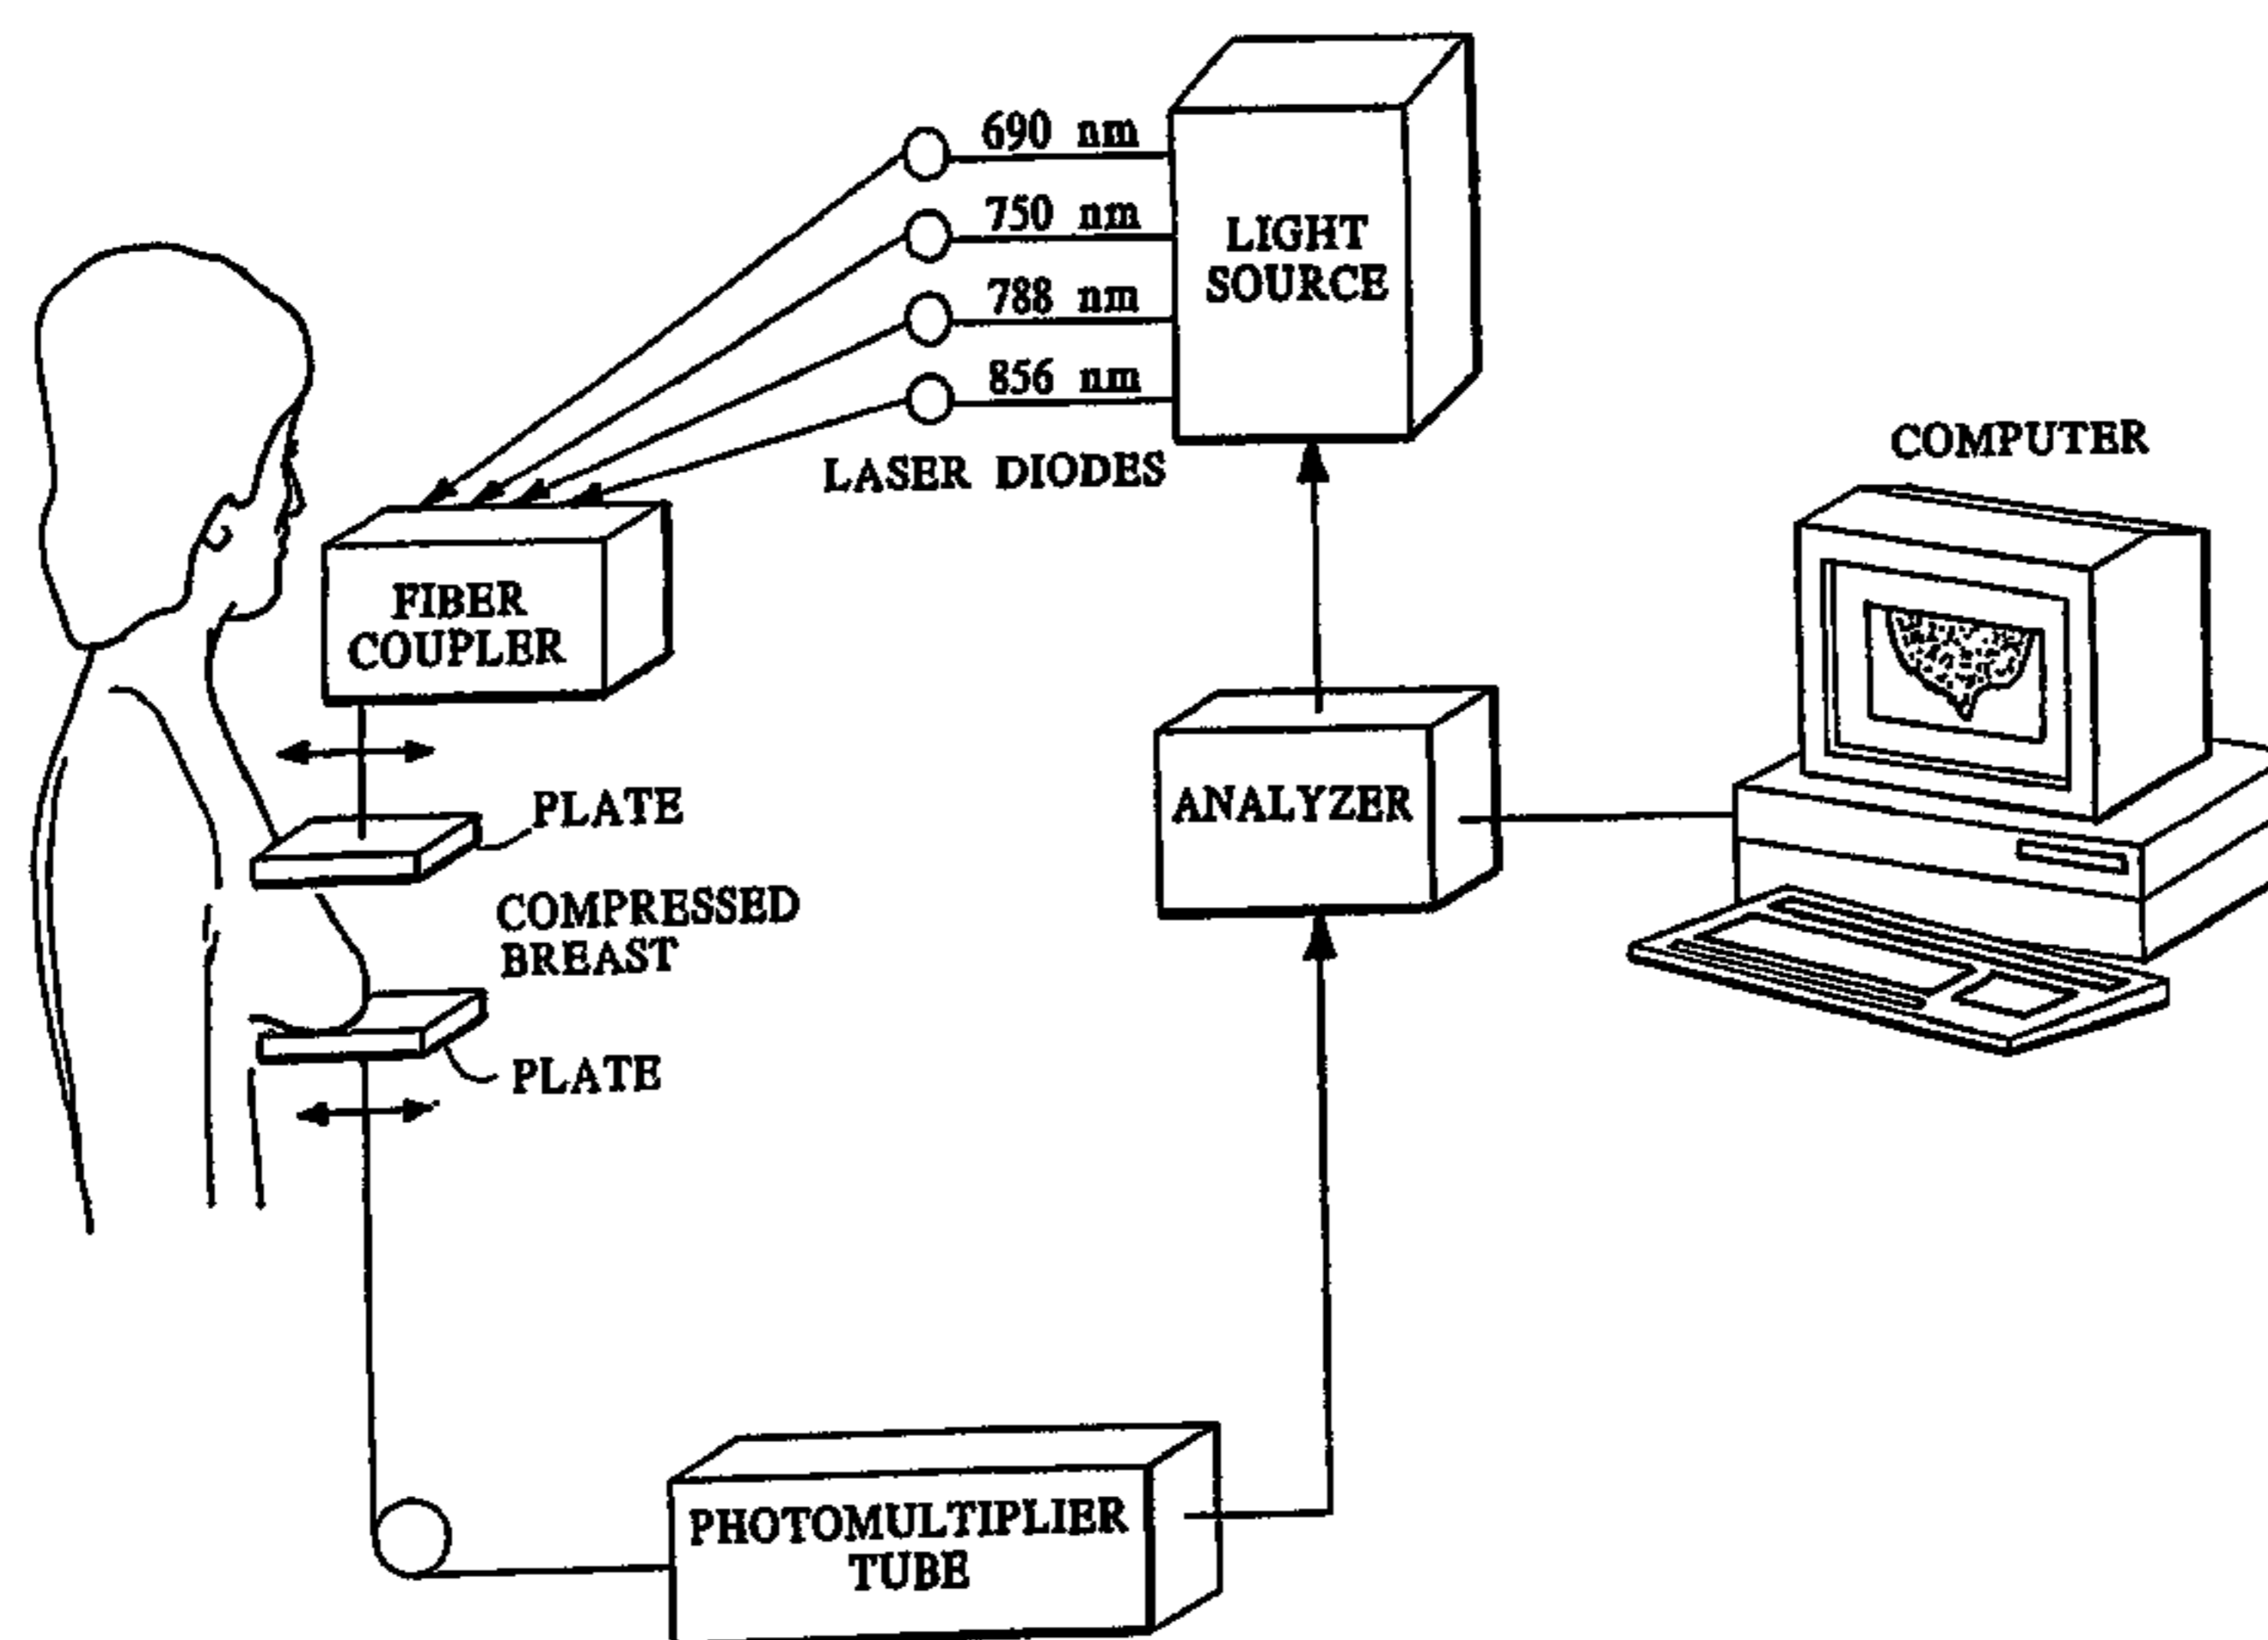 690 nm
750 nm
788 nm
856 nm
LASER DIODES
LIGHT
SOURCE
COMPUTER
FIBER
COUPLER
PLATE
ANALYZER
COMPRESSED
BREAST
PLATE
PHOTOMULTIPLIER
TUBE